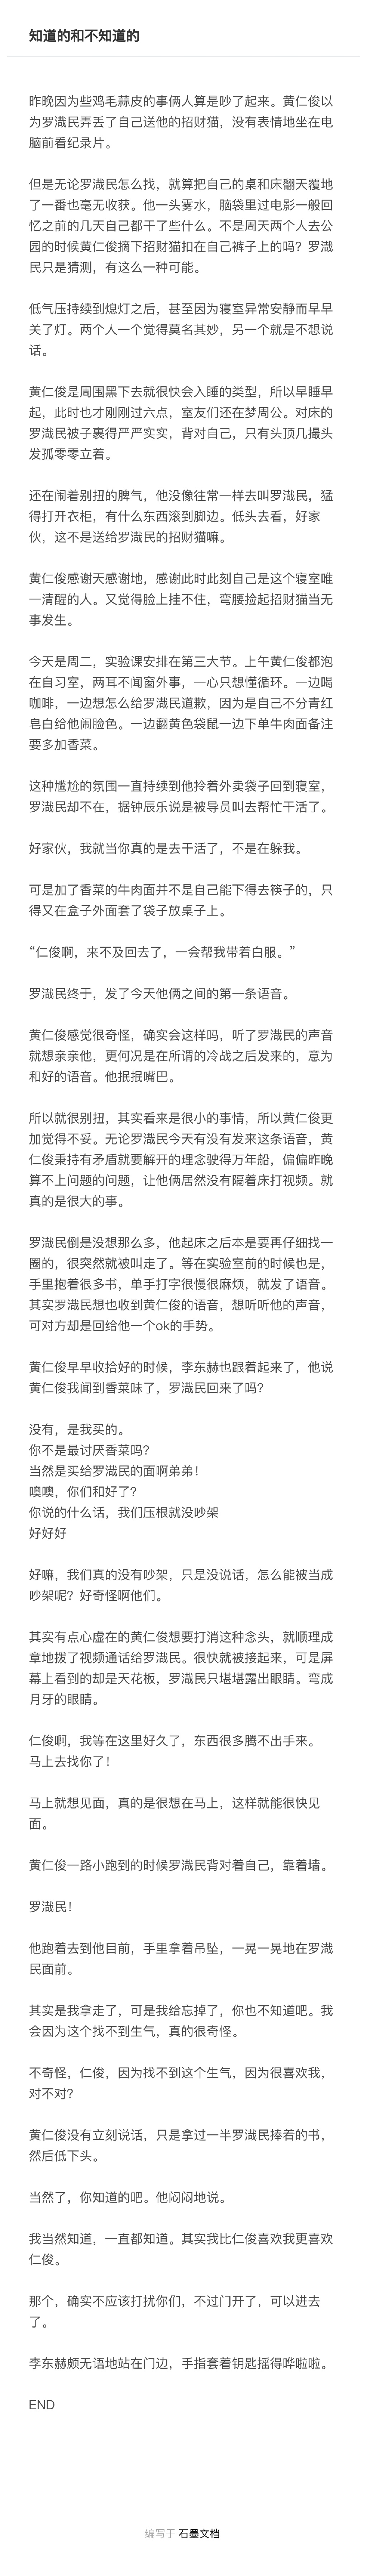 知道的和不知道的
昨晚因为些鸡毛蒜皮的事俩人算是吵了起来。黄仁俊以
为罗渽民弄丢了自己送他的招财猫，没有表情地坐在电
脑前看纪录片。
但是无论罗渽民怎么找，就算把自己的桌和床翻天覆地
了一番也毫无收获。他一头雾水，脑袋里过电影一般回
忆之前的几天自己都干了些什么。不是周天两个人去公
园的时候黄仁俊摘下招财猫扣在自己裤子上的吗？罗渽
民只是猜测，有这么一种可能。
低气压持续到熄灯之后，甚至因为寝室异常安静而早早
关了灯。两个人一个觉得莫名其妙，另一个就是不想说
话。
黄仁俊是周围黑下去就很快会入睡的类型，所以早睡早
起，此时也才刚刚过六点，室友们还在梦周公。对床的
罗渽民被子裹得严严实实，背对自己，只有头顶几撮头
发孤零零立着。
还在闹着别扭的脾气，他没像往常一样去叫罗渽民，猛
得打开衣柜，有什么东西滚到脚边。低头去看，好家
伙，这不是送给罗渽民的招财猫嘛。
黄仁俊感谢天感谢地，感谢此时此刻自己是这个寝室唯
一清醒的人。又觉得脸上挂不住，弯腰捡起招财猫当无
事发生。
今天是周二，实验课安排在第三大节。上午黄仁俊都泡
在自习室，两耳不闻窗外事，一心只想懂循环。一边喝
咖啡，一边想怎么给罗渽民道歉，因为是自己不分青红
皂白给他闹脸色。一边翻黄色袋鼠一边下单牛肉面备注
要多加香菜。
这种尴尬的氛围一直持续到他拎着外卖袋子回到寝室，
罗渽民却不在，据钟辰乐说是被导员叫去帮忙干活了。
好家伙，我就当你真的是去干活了，不是在躲我。
可是加了香菜的牛肉面并不是自己能下得去筷子的，只
得又在盒子外面套了袋子放桌子上。
“仁俊啊，来不及回去了，一会帮我带着白服。”
罗渽民终于，发了今天他俩之间的第一条语音。
黄仁俊感觉很奇怪，确实会这样吗，听了罗渽民的声音
就想亲亲他，更何况是在所谓的冷战之后发来的，意为
和好的语音。他抿抿嘴巴。
所以就很别扭，其实看来是很小的事情，所以黄仁俊更
加觉得不妥。无论罗渽民今天有没有发来这条语音，黄
仁俊秉持有矛盾就要解开的理念驶得万年船，偏偏昨晚
算不上问题的问题，让他俩居然没有隔着床打视频。就
真的是很大的事。
罗渽民倒是没想那么多，他起床之后本是要再仔细找一
圈的，很突然就被叫走了。等在实验室前的时候也是，
手里抱着很多书，单手打字很慢很麻烦，就发了语音。
其实罗渽民想也收到黄仁俊的语音，想听听他的声音，
可对方却是回给他一个ok的手势。
黄仁俊早早收拾好的时候，李东赫也跟着起来了，他说
黄仁俊我闻到香菜味了，罗渽民回来了吗？
没有，是我买的。
你不是最讨厌香菜吗？
当然是买给罗渽民的面啊弟弟！
噢噢，你们和好了？
你说的什么话，我们压根就没吵架
好好好
好嘛，我们真的没有吵架，只是没说话，怎么能被当成
吵架呢？好奇怪啊他们。
其实有点心虚在的黄仁俊想要打消这种念头，就顺理成
章地拨了视频通话给罗渽民。很快就被接起来，可是屏
幕上看到的却是天花板，罗渽民只堪堪露出眼睛。弯成
月牙的眼睛。
仁俊啊，我等在这里好久了，东西很多腾不出手来。
马上去找你了！
马上就想见面，真的是很想在马上，这样就能很快见
面。
黄仁俊一路小跑到的时候罗渽民背对着自己，靠着墙。
罗渽民！
他跑着去到他目前，手里拿着吊坠，一晃一晃地在罗渽
民面前。
其实是我拿走了，可是我给忘掉了，你也不知道吧。我
会因为这个找不到生气，真的很奇怪。
不奇怪，仁俊，因为找不到这个生气，因为很喜欢我，
对不对？
黄仁俊没有立刻说话，只是拿过一半罗渽民捧着的书，
然后低下头。
当然了，你知道的吧。他闷闷地说。
我当然知道，一直都知道。其实我比仁俊喜欢我更喜欢
仁俊。
那个，确实不应该打扰你们，不过门开了，可以进去
了。
李东赫颇无语地站在门边，手指套着钥匙摇得哗啦啦。
END
编写于 石墨文档